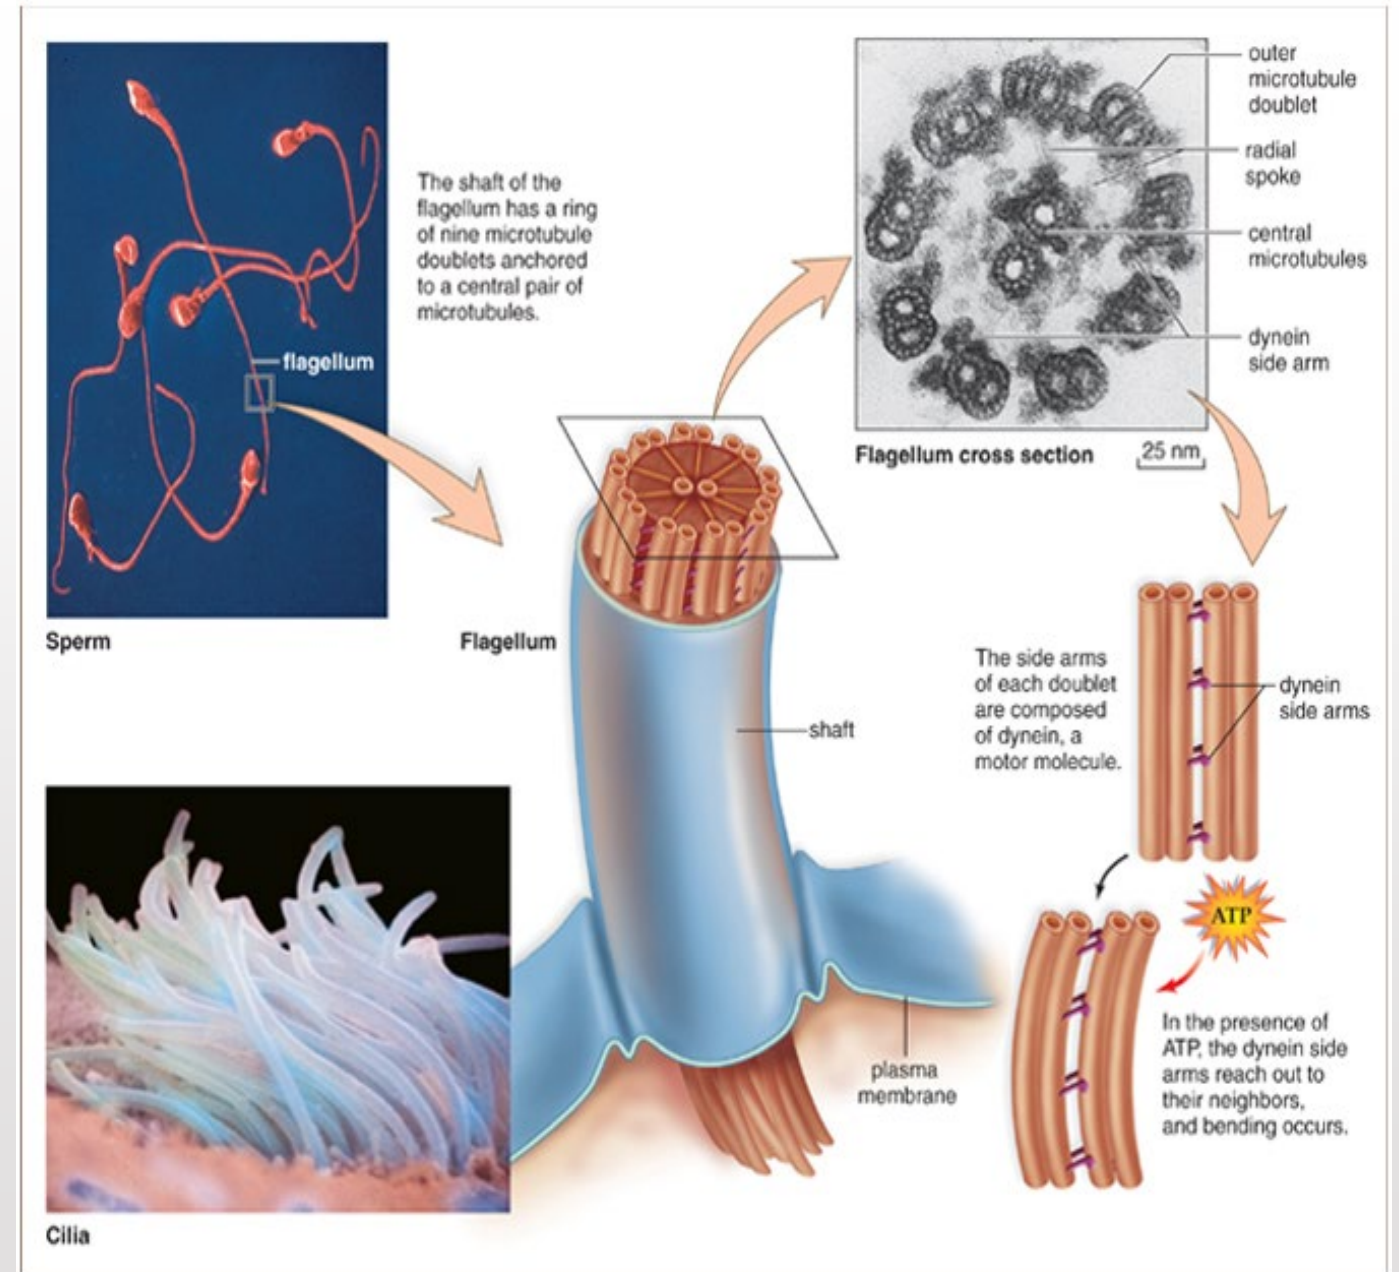 The shaft of the
flagellum has a ring
of nine microtubule
doublets anchored
to a central pair of
microtubules.
flagellum
Sperm
outer
microtubule
doublet
radial
spoke
central
microtubules
dynein
side arm
Flagellum cross section
25 nm
Flagellum
shaft
plasma
membrane
The side arms
of each doublet
are composed
of dynein, a
motor molecule.
dynein
side arms
ATP
In the presence of
ATP, the dynein side
arms reach out to
their neighbors,
and bending occurs.
Cilia